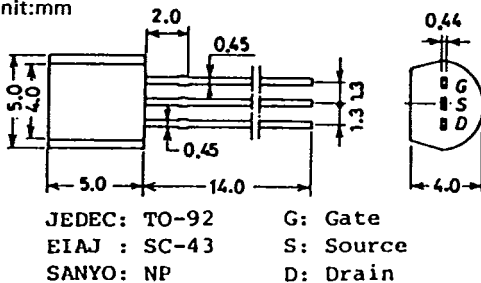 nit:mm
2.0
0.44
0.45
5.0
4.0
1.3
1.3
G
S
D
0.45
5.0
14.0
4.0
JEDEC: TO-92 G: Gate
EIAJ : SC-43 S: Source
SANYO: NP D: Drain